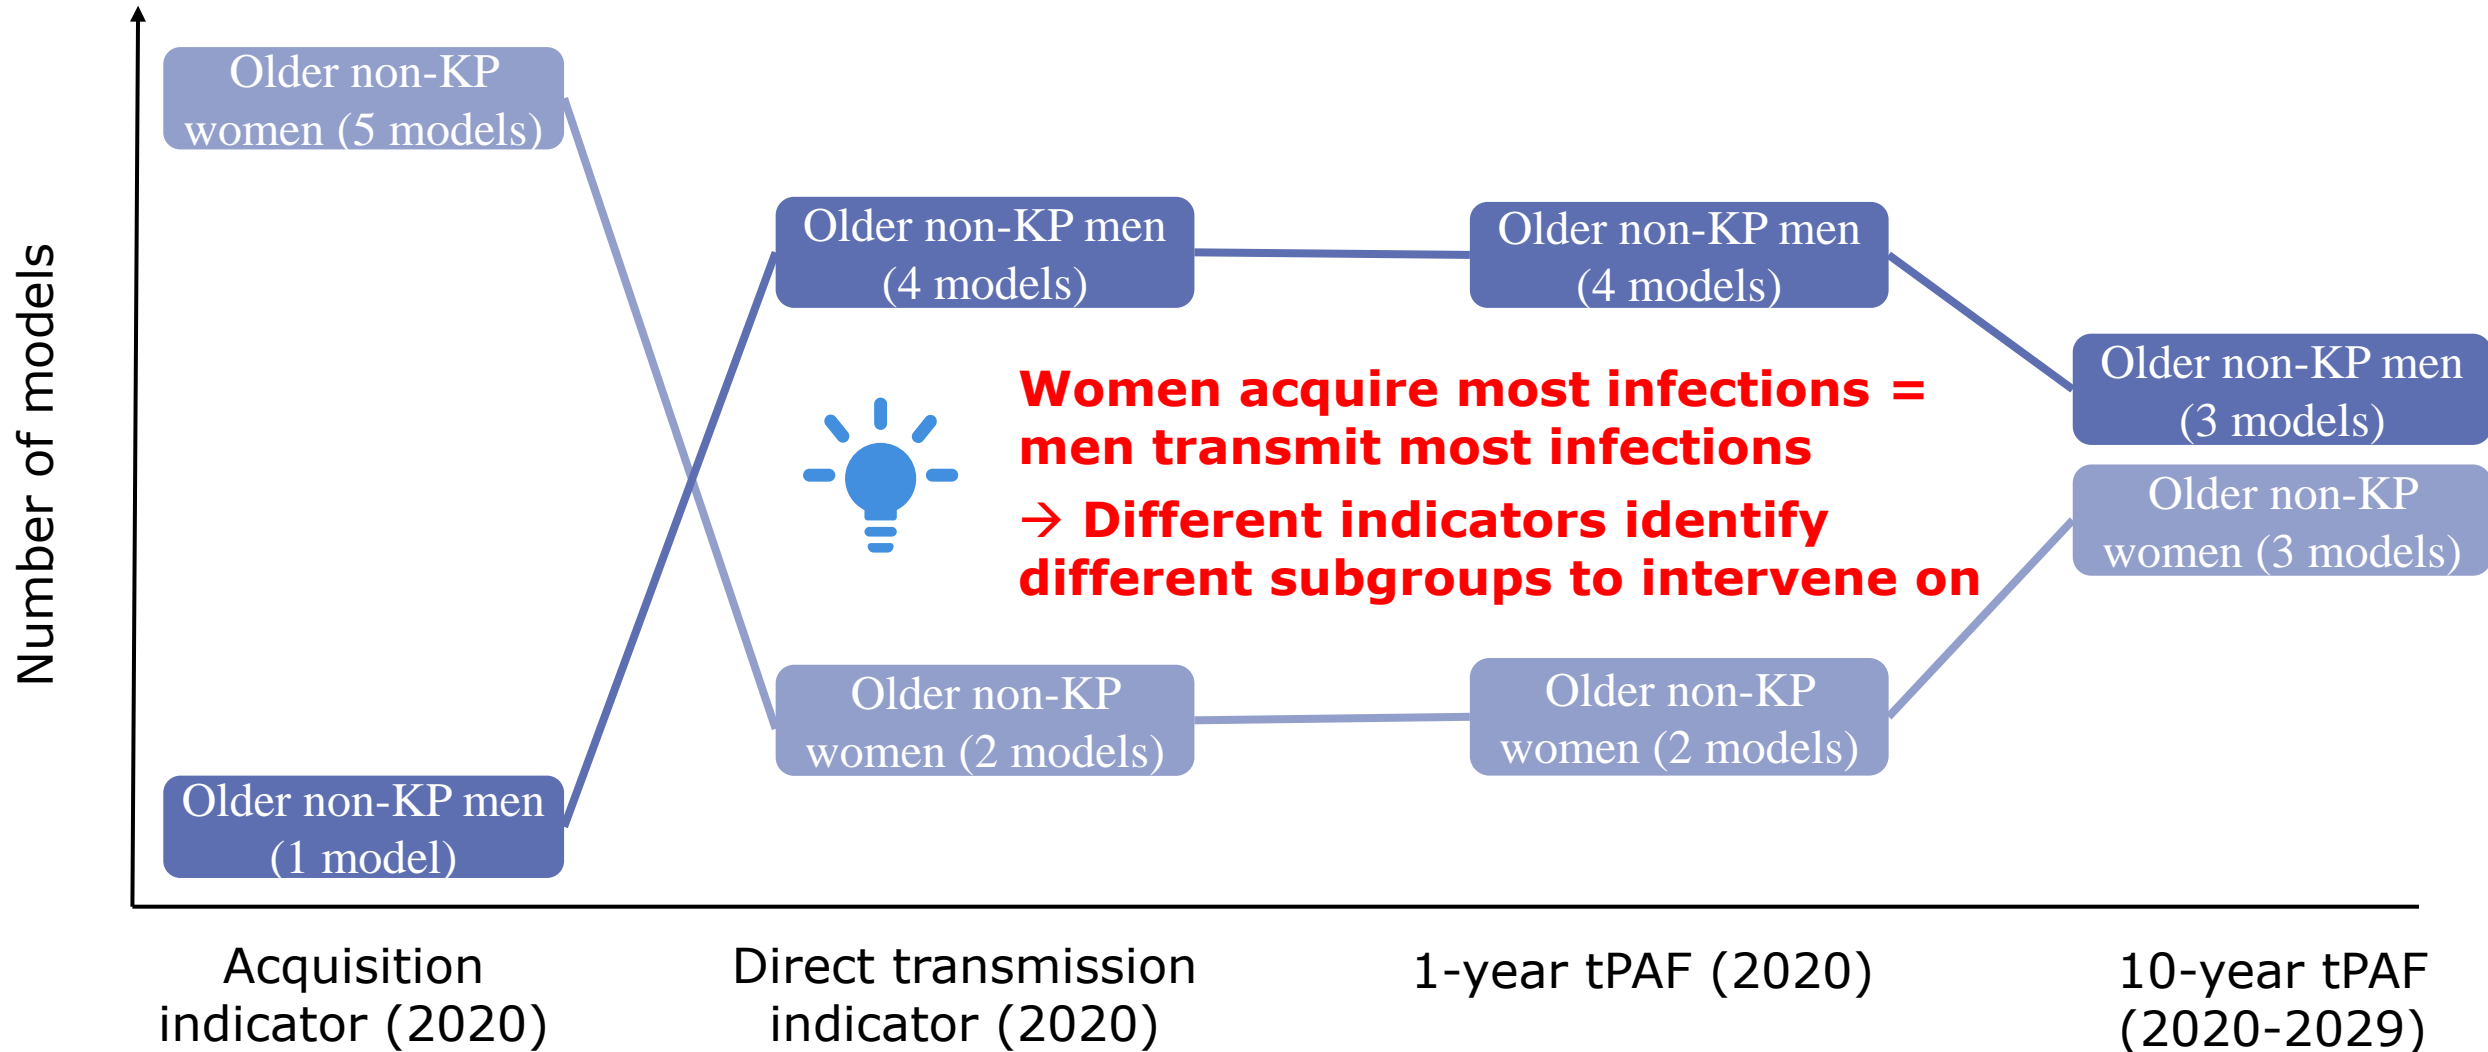 Number of models
Older non-KP
women (5 models)
Older non-KP men
(1 model)
Older non-KP men
(4 models)
Older non-KP
women (2 models)
Older non-KP men
(4 models)
Older non-KP
women (2 models)
Older non-KP men
(3 models)
Older non-KP
women (3 models)
Women acquire most infections =
men transmit most infections
→ Different indicators identify
different subgroups to intervene on
Acquisition
indicator (2020)
Direct transmission
indicator (2020)
1-year tPAF (2020)
10-year tPAF
(2020-2029)